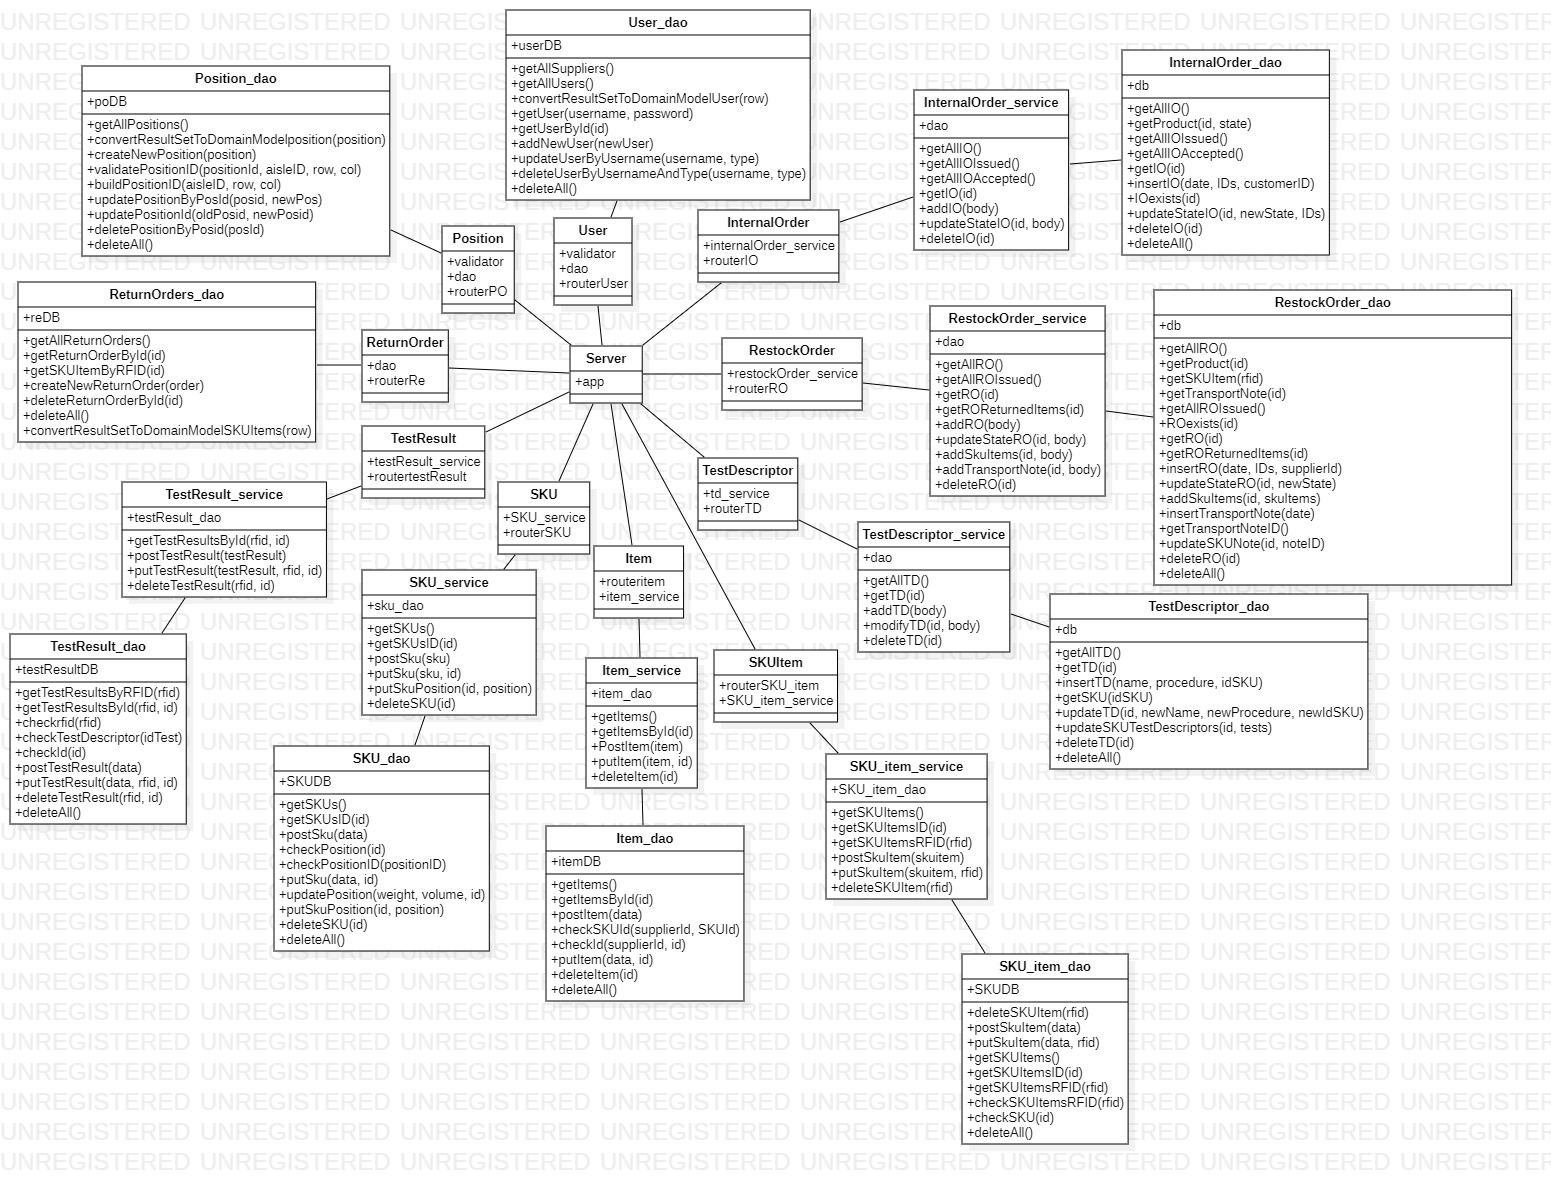 User_dao
+userDB
+getAllSuppliers()
+getAllUsers()
+convertResultSetToDomainModelUser(row)
+getUser(username, password)
+getUserById(id)
+addNewUser(newUser)
+updateUserByUsername(username, type)
+deleteUserByUsernameAndType(username, type)
+deleteAll()
Position_dao
+poDB
+getAllPositions()
+convertResultSetToDomainModelposition(position)
+createNewPosition(position)
+validatePositionID(positionId, aisleID, row, col)
+buildPositionID(aisleID, row, col)
+updatePositionByPosId(posid, newPos)
+updatePositionId(oldPosid, newPosid)
+deletePositionByPosid(posId)
+deleteAll()
InternalOrder_service
+dao
+getAllIO()
+getAllIOIssued()
+getAllIOAccepted()
+getIO(id)
+addIO(body)
+updateStateIO(id, body)
+deleteIO(id)
InternalOrder_dao
+db
+getAllIO()
+getProduct(id, state)
+getAllIOIssued()
+getAllIOAccepted()
+getIO(id)
+insertIO(date, IDs, customerID)
+IOexists(id)
+updateStateIO(id, newState, IDs)
+deleteIO(id)
+deleteAll()
Position
+validator
+dao
+routerPO
User
+validator
+dao
+routerUser
InternalOrder
+internalOrder_service
+routerIO
ReturnOrders_dao
+reDB
+getAllReturnOrders()
+getReturnOrderById(id)
+getSKUItemByRFID(id)
+createNewReturnOrder(order)
+deleteReturnOrderById(id)
+deleteAll()
+convertResultSetToDomainModelSKUItems(row)
ReturnOrder
+dao
+routerRe
Server
+app
RestockOrder
+restockOrder_service
+routerRO
RestockOrder_service
+dao
+getAllRO()
+getAllROIssued()
+getRO(id)
+getROReturnedItems(id)
+addRO(body)
+updateStateRO(id, body)
+addSkuItems(id, body)
+addTransportNote(id, body)
+deleteRO(id)
RestockOrder_dao
+db
+getAllRO()
+getProduct(id)
+getSKUItem(rfid)
+getTransportNote(id)
+getAllROIssued()
+ROexists(id)
+getRO(id)
+getROReturnedItems(id)
+insertRO(date, IDs, supplierId)
+updateStateRO(id, newState)
+addSkuItems(id, skuItems)
+insertTransportNote(date)
+getTransportNoteID()
+updateSKUNote(id, noteID)
+deleteRO(id)
+deleteAll()
TestResult
+testResult_service
+routertestResult
TestResult_service
+testResult_dao
+getTestResultsById(rfid, id)
+postTestResult(testResult)
+putTestResult(testResult, rfid, id)
+deleteTestResult(rfid, id)
SKU
+SKU_service
+routerSKU
TestDescriptor
+td_service
+routerTD
TestDescriptor_service
+dao
+getAllTD()
+getTD(id)
+addTD(body)
+modifyTD(id, body)
+deleteTD(id)
TestDescriptor_dao
+db
+getAllTD()
+getTD(id)
+insertTD(name, procedure, idSKU)
+getSKU(idSKU)
+updateTD(id, newName, newProcedure, newIdSKU)
+updateSKUTestDescriptors(id, tests)
+deleteTD(id)
+deleteAll()
Item
+routeritem
+item_service
SKU_service
+sku_dao
+getSKUs()
+getSKUsID(id)
+postSku(sku)
+putSku(sku, id)
+putSkuPosition(id, position)
+deleteSKU(id)
TestResult_dao
+testResultDB
+getTestResultsByRFID(rfid)
+getTestResultsById(rfid, id)
+checkrfid(rfid)
+checkTestDescriptor(idTest)
+checkId(id)
+postTestResult(data)
+putTestResult(data, rfid, id)
+deleteTestResult(rfid, id)
+deleteAll()
Item_service
+item_dao
+getItems()
+getItemsById(id)
+PostItem(item)
+putItem(item, id)
+deleteItem(id)
SKUItem
+routerSKU_item
+SKU_item_service
SKU_dao
+SKUDB
+getSKUs()
+getSKUsID(id)
+postSku(data)
+checkPosition(id)
+checkPositionID(positionID)
+putSku(data, id)
+updatePosition(weight, volume, id)
+putSkuPosition(id, position)
+deleteSKU(id)
+deleteAll()
Item_dao
+itemDB
+getItems()
+getItemsById(id)
+postItem(data)
+checkSKUId(supplierId, SKUId)
+checkId(supplierId, id)
+putItem(data, id)
+deleteItem(id)
+deleteAll()
SKU_item_service
+SKU_item_dao
+getSKUItems()
+getSKUItemsID(id)
+getSKUItemsRFID(rfid)
+postSkuItem(skuitem)
+putSkuItem(skuitem, rfid)
+deleteSKUItem(rfid)
SKU_item_dao
+SKUDB
+deleteSKUItem(rfid)
+postSkuItem(data)
+putSkuItem(data, rfid)
+getSKUItems()
+getSKUItemsID(id)
+getSKUItemsRFID(rfid)
+checkSKUItemsRFID(rfid)
+checkSKU(id)
+deleteAll()